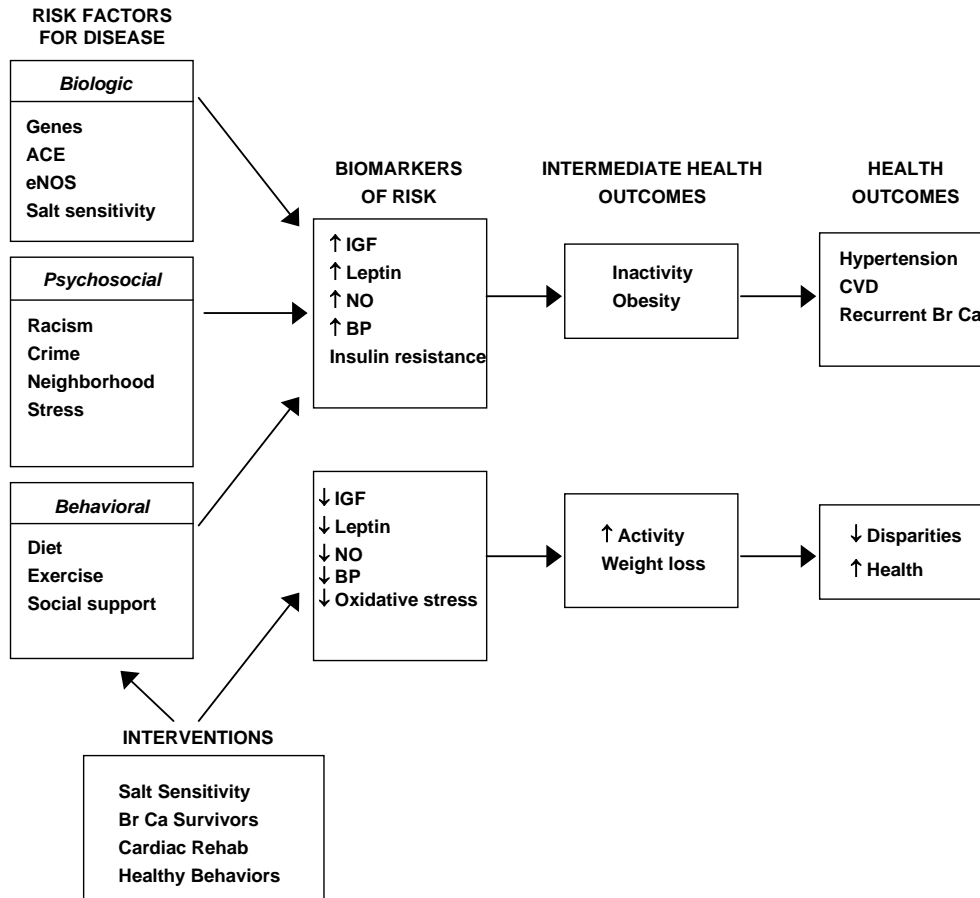 RISK FACTORS
FOR DISEASE
Biologic
Genes
ACE
eNOS
Salt sensitivity
Psychosocial
Racism
Crime
Neighborhood
Stress
Behavioral
Diet
Exercise
Social support
BIOMARKERS
OF RISK
↑ IGF
↑ Leptin
↑ NO
↑ BP
Insulin resistance
↓ IGF
↓ Leptin
↓ NO
↓ BP
↓ Oxidative stress
INTERMEDIATE HEALTH
OUTCOMES
Inactivity
Obesity
↑ Activity
Weight loss
HEALTH
OUTCOMES
Hypertension
CVD
Recurrent Br Ca
↓ Disparities
↑ Health
INTERVENTIONS
Salt Sensitivity
Br Ca Survivors
Cardiac Rehab
Healthy Behaviors